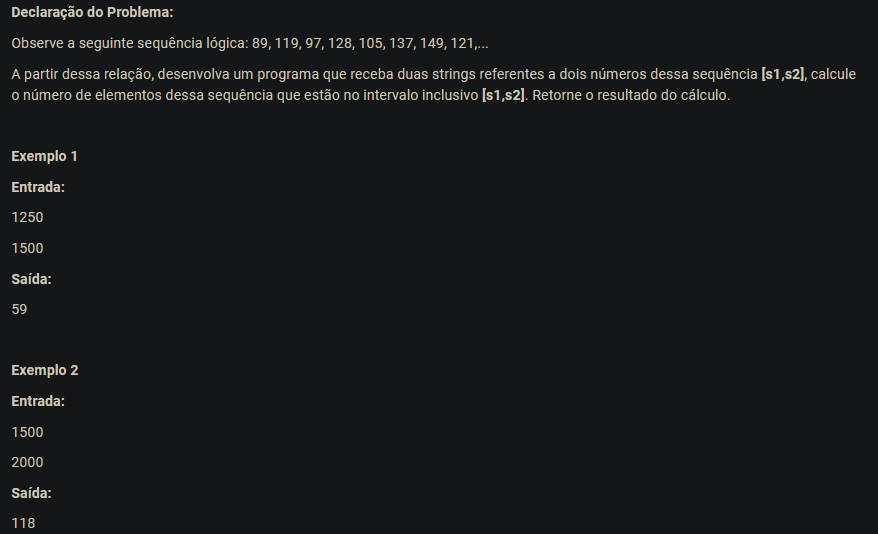 Declaração do Problema:
Observe a seguinte sequência lógica: 89, 119, 97, 128, 105, 137, 149, 121,...
A partir dessa relação, desenvolva um programa que receba duas strings referentes a dois números dessa sequência [s1,s2], calcule
o número de elementos dessa sequência que estão no intervalo inclusivo [s1,s2]. Retorne o resultado do cálculo.
Exemplo 1
Entrada:
1250
1500
Saída:
59
Exemplo 2
Entrada:
1500
2000
Saída:
118